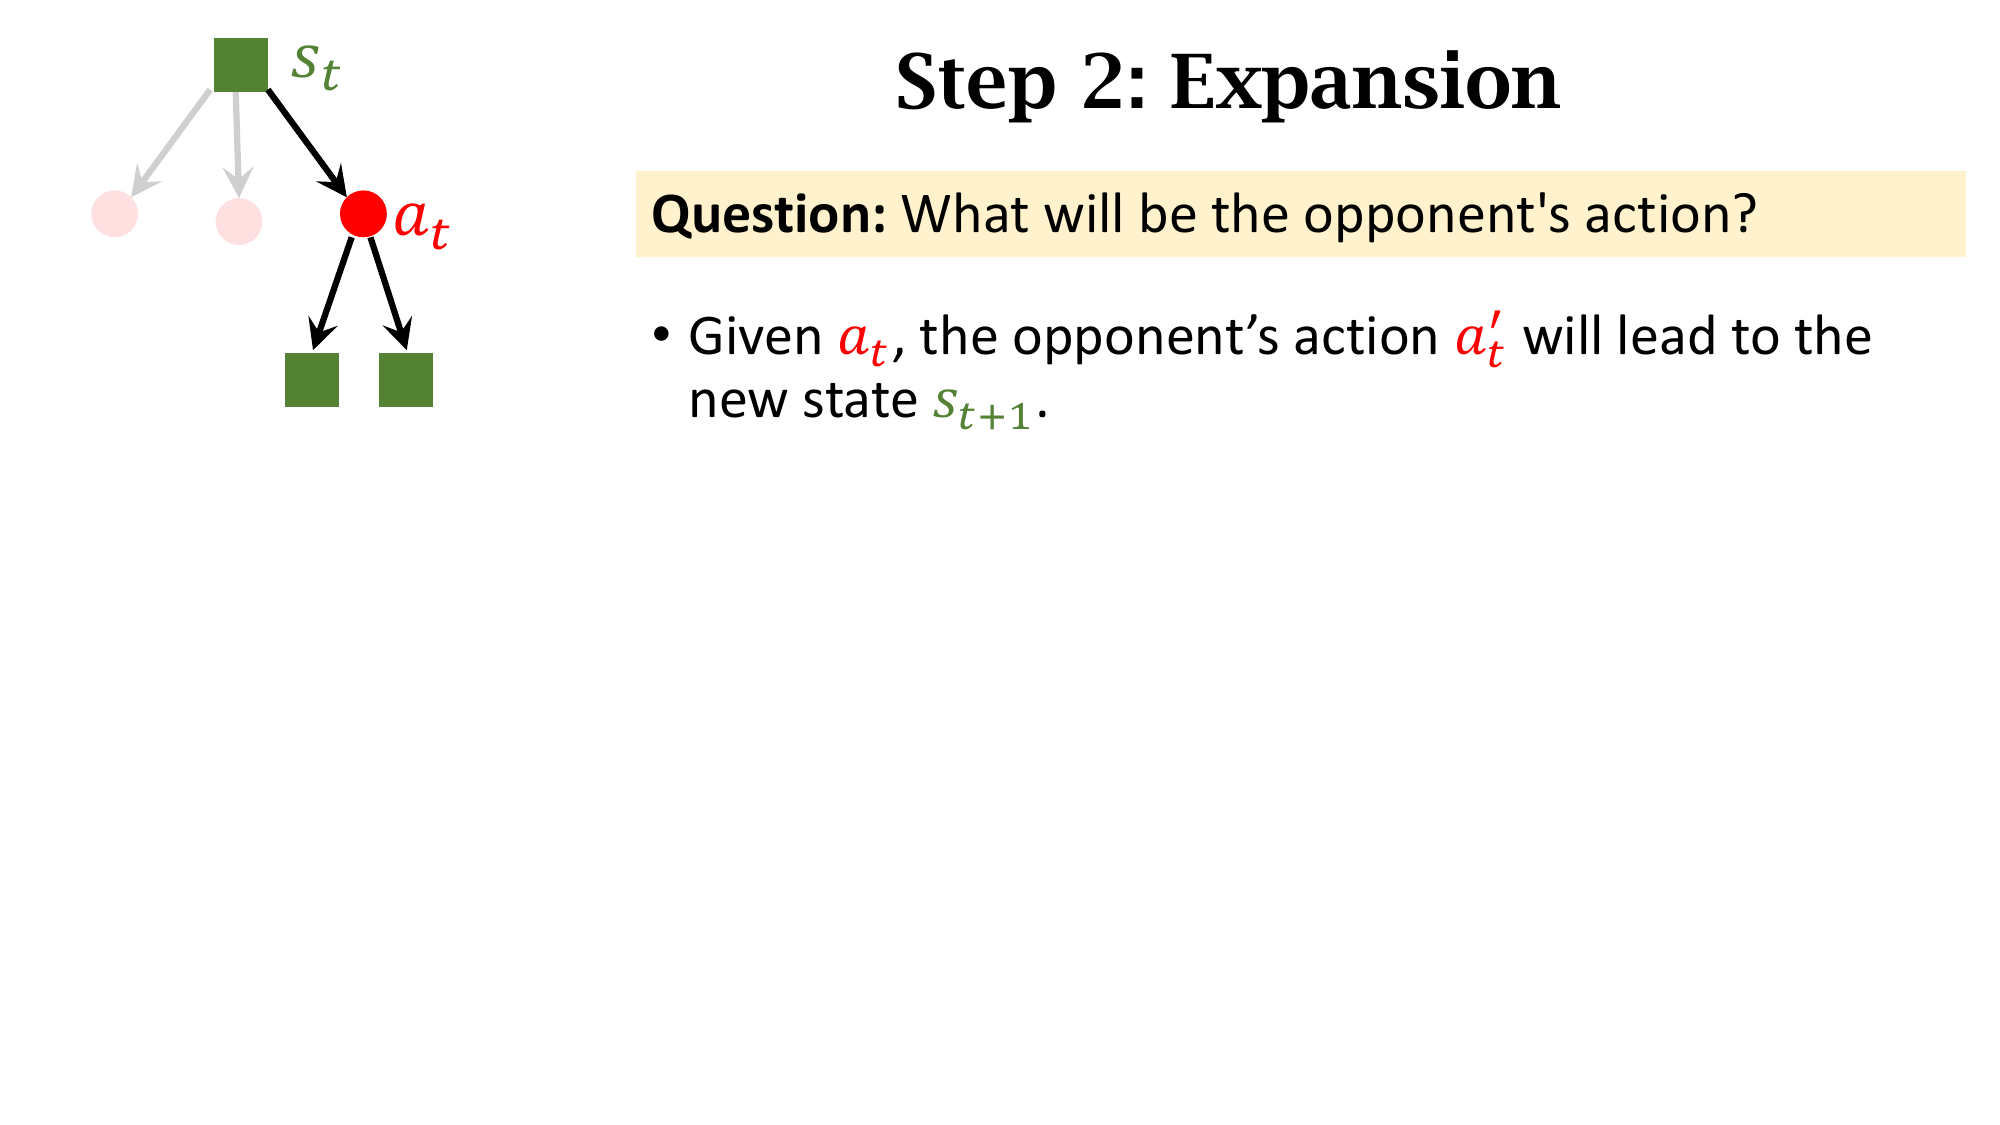 Step 2: Expansion
s_t
a_t
Question: What will be the opponent's action?
• Given a_t, the opponent’s action a′_t will lead to the
new state s_{t+1}.